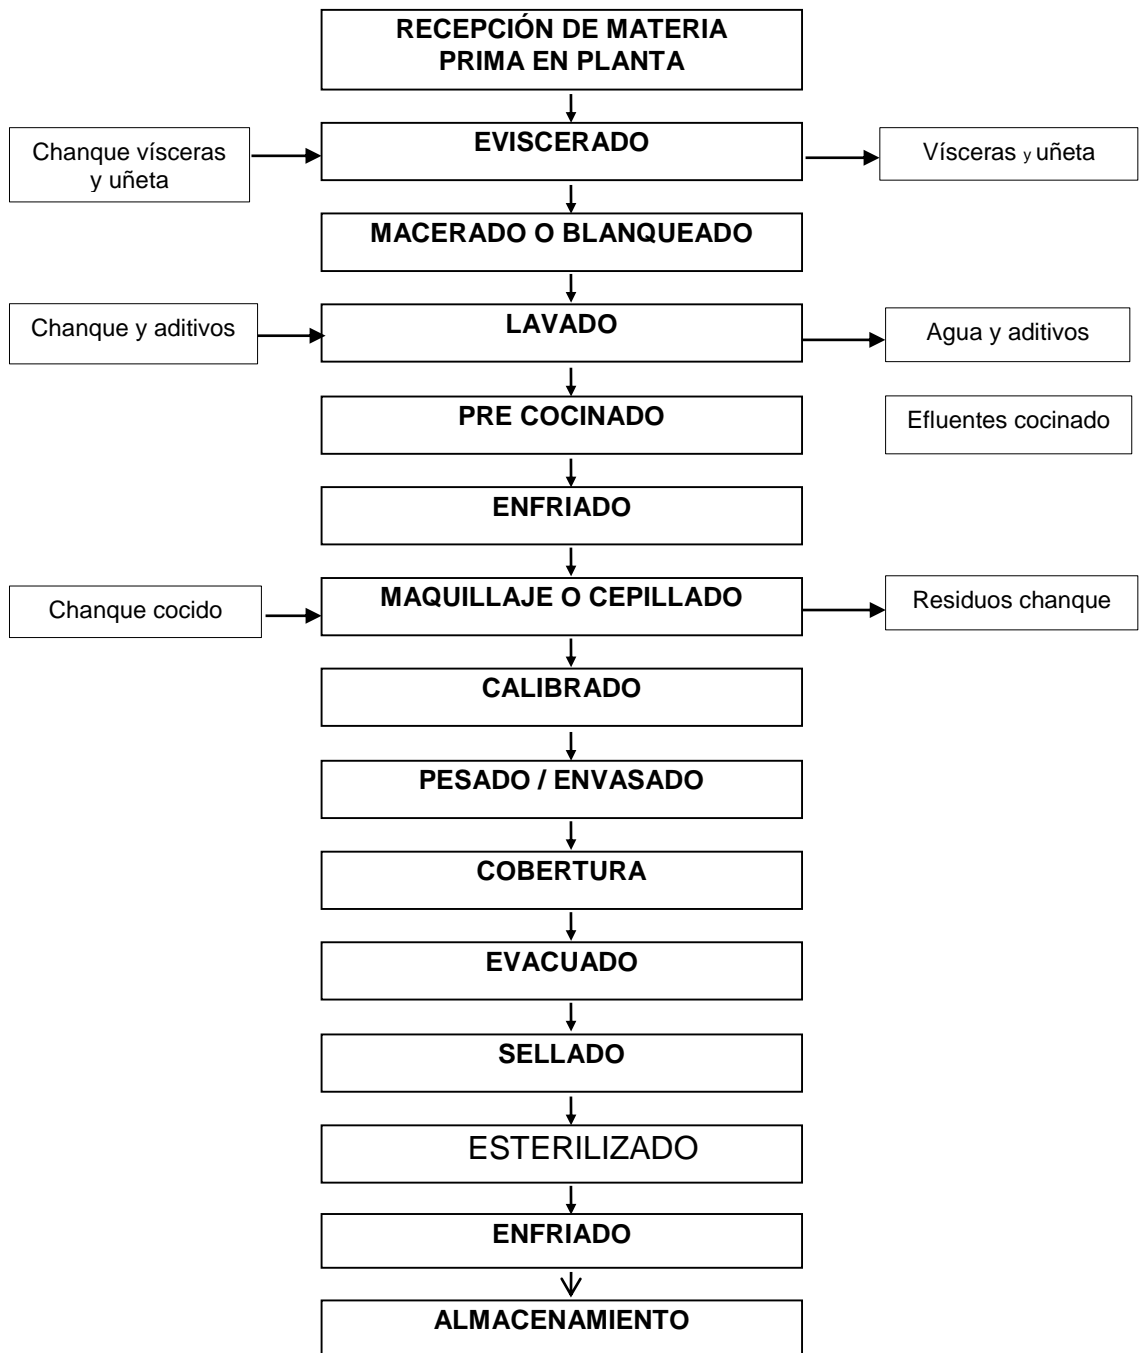 RECEPCIÓN DE MATERIA
PRIMA EN PLANTA
Chanque vísceras
y uñeta
EVISCERADO
Vísceras y uñeta
MACERADO O BLANQUEADO
Chanque y aditivos
LAVADO
Agua y aditivos
PRE COCINADO
Efluentes cocinado
ENFRIADO
Chanque cocido
MAQUILLAJE O CEPILLADO
Residuos chanque
CALIBRADO
PESADO / ENVASADO
COBERTURA
EVACUADO
SELLADO
ESTERILIZADO
ENFRIADO
ALMACENAMIENTO